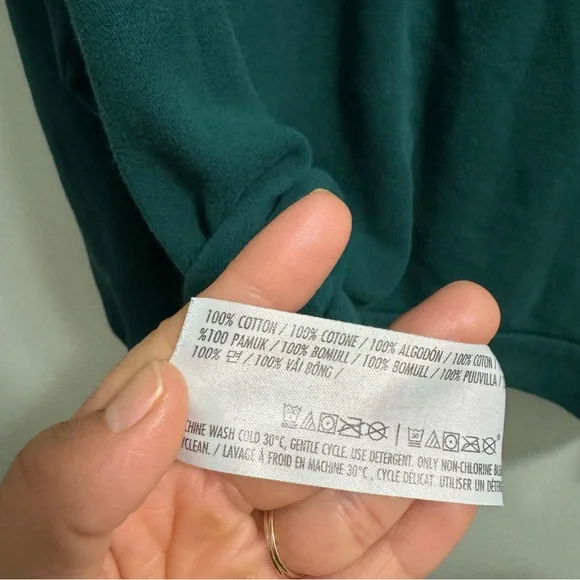 100% COTTON / 100% COTONE / 100% ALGODÓN / 100% COTON
%100 PAMUK / 100% BOMULL / 100% BOMULL / 100% PUUVILLA /
100% 면 / 100% VẢI BÔNG /
CHINE WASH COLD 30°C, GENTLE CYCLE. USE DETERGENT. ONLY NON-CHLORINE
YCLEAN. / LAVAGE À FROID EN MACHINE 30°C, CYCLE DÉLICAT. UTILISER UN